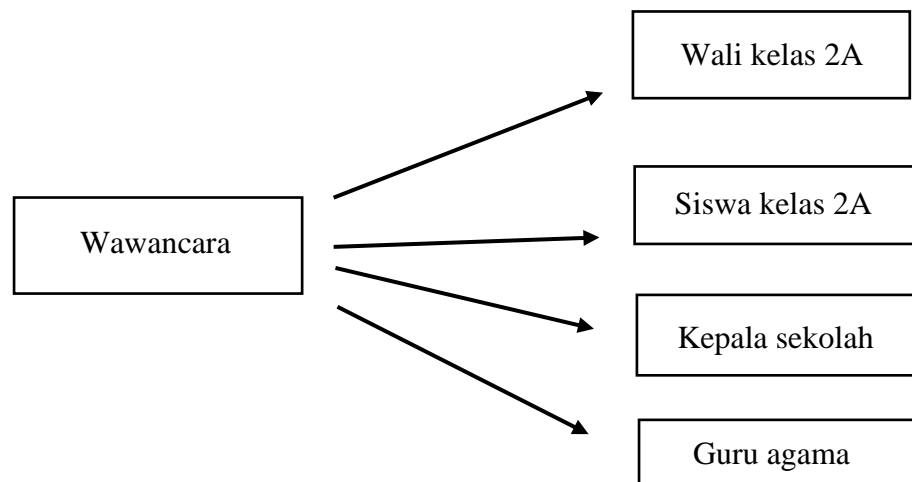 Wali kelas 2A
Siswa kelas 2A
Wawancara
Kepala sekolah
Guru agama